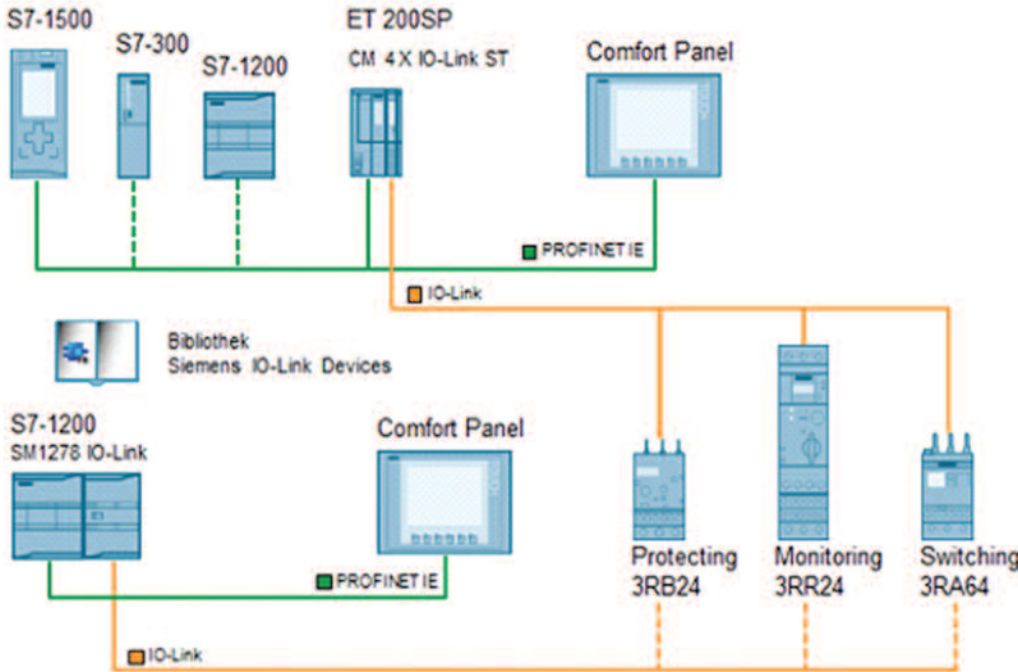 S7-1500
S7-300
S7-1200
ET 200SP
CM 4 X IO-Link ST
Comfort Panel
PROFINET IE
IO-Link
Bibliothek
Siemens IO-Link Devices
S7-1200
SM1278 IO-Link
Comfort Panel
PROFINET IE
IO-Link
Protecting
3RB24
Monitoring
3RR24
Switching
3RA64